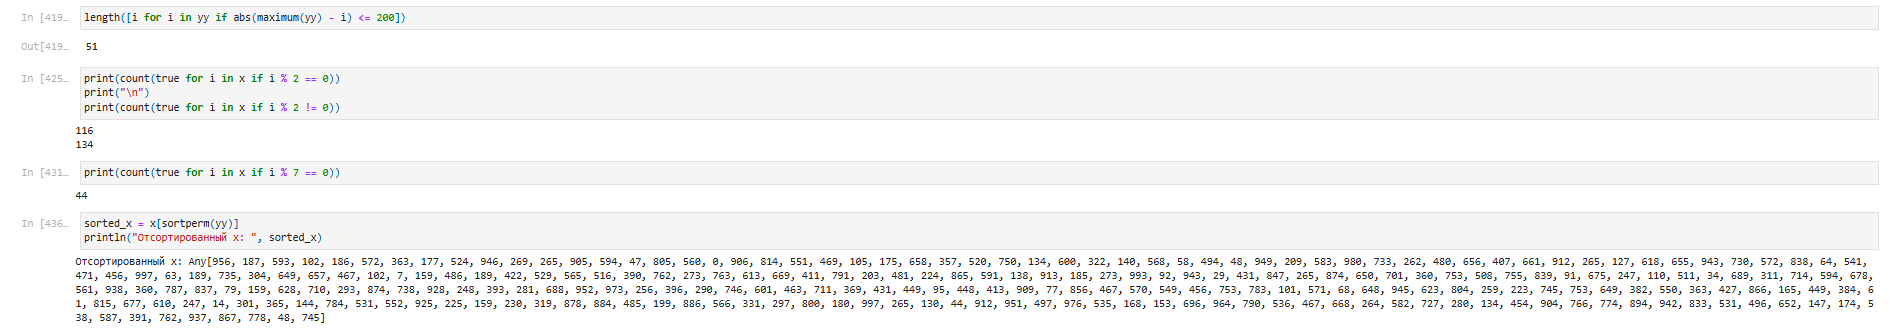 In [419… length([i for i in yy if abs(maximum(yy) - i) <= 200])
Out[419… 51
In [425… print(count(true for i in x if i % 2 == 0))
print("\n")
print(count(true for i in x if i % 2 != 0))
116
134
In [431… print(count(true for i in x if i % 7 == 0))
44
In [436… sorted_x = x[sortperm(yy)]
println("Отсортированный x: ", sorted_x)
Отсортированный x: Any[956, 187, 593, 102, 186, 572, 363, 177, 524, 946, 269, 265, 905, 594, 47, 805, 560, 0, 906, 814, 551, 469, 105, 175, 658, 357, 520, 750, 134, 600, 322, 140, 568, 58, 494, 48, 949, 209, 583, 980, 733, 262, 480, 656, 407, 661, 912, 265, 127, 618, 655, 943, 730, 572, 838, 64, 541,
471, 456, 997, 63, 189, 735, 304, 649, 657, 467, 102, 7, 159, 486, 189, 422, 529, 565, 516, 390, 762, 273, 763, 613, 669, 411, 791, 203, 481, 224, 865, 591, 138, 913, 185, 273, 993, 92, 943, 29, 431, 847, 265, 874, 650, 701, 360, 753, 508, 755, 839, 91, 675, 247, 110, 511, 34, 689, 311, 714, 594, 678,
561, 938, 360, 787, 837, 79, 159, 628, 710, 293, 874, 738, 928, 248, 393, 281, 688, 952, 973, 256, 396, 290, 746, 601, 463, 711, 369, 431, 449, 95, 448, 413, 909, 77, 856, 467, 570, 549, 456, 753, 783, 101, 571, 68, 648, 945, 623, 804, 259, 223, 745, 753, 649, 382, 550, 363, 427, 866, 165, 449, 384, 6
1, 815, 677, 610, 247, 14, 301, 365, 144, 784, 531, 552, 925, 225, 159, 230, 319, 878, 884, 485, 199, 886, 566, 331, 297, 800, 180, 997, 265, 130, 44, 912, 951, 497, 976, 535, 168, 153, 696, 964, 790, 536, 467, 668, 264, 582, 727, 280, 134, 454, 904, 766, 774, 894, 942, 833, 531, 496, 652, 147, 174, 5
38, 587, 391, 762, 937, 867, 778, 48, 745]